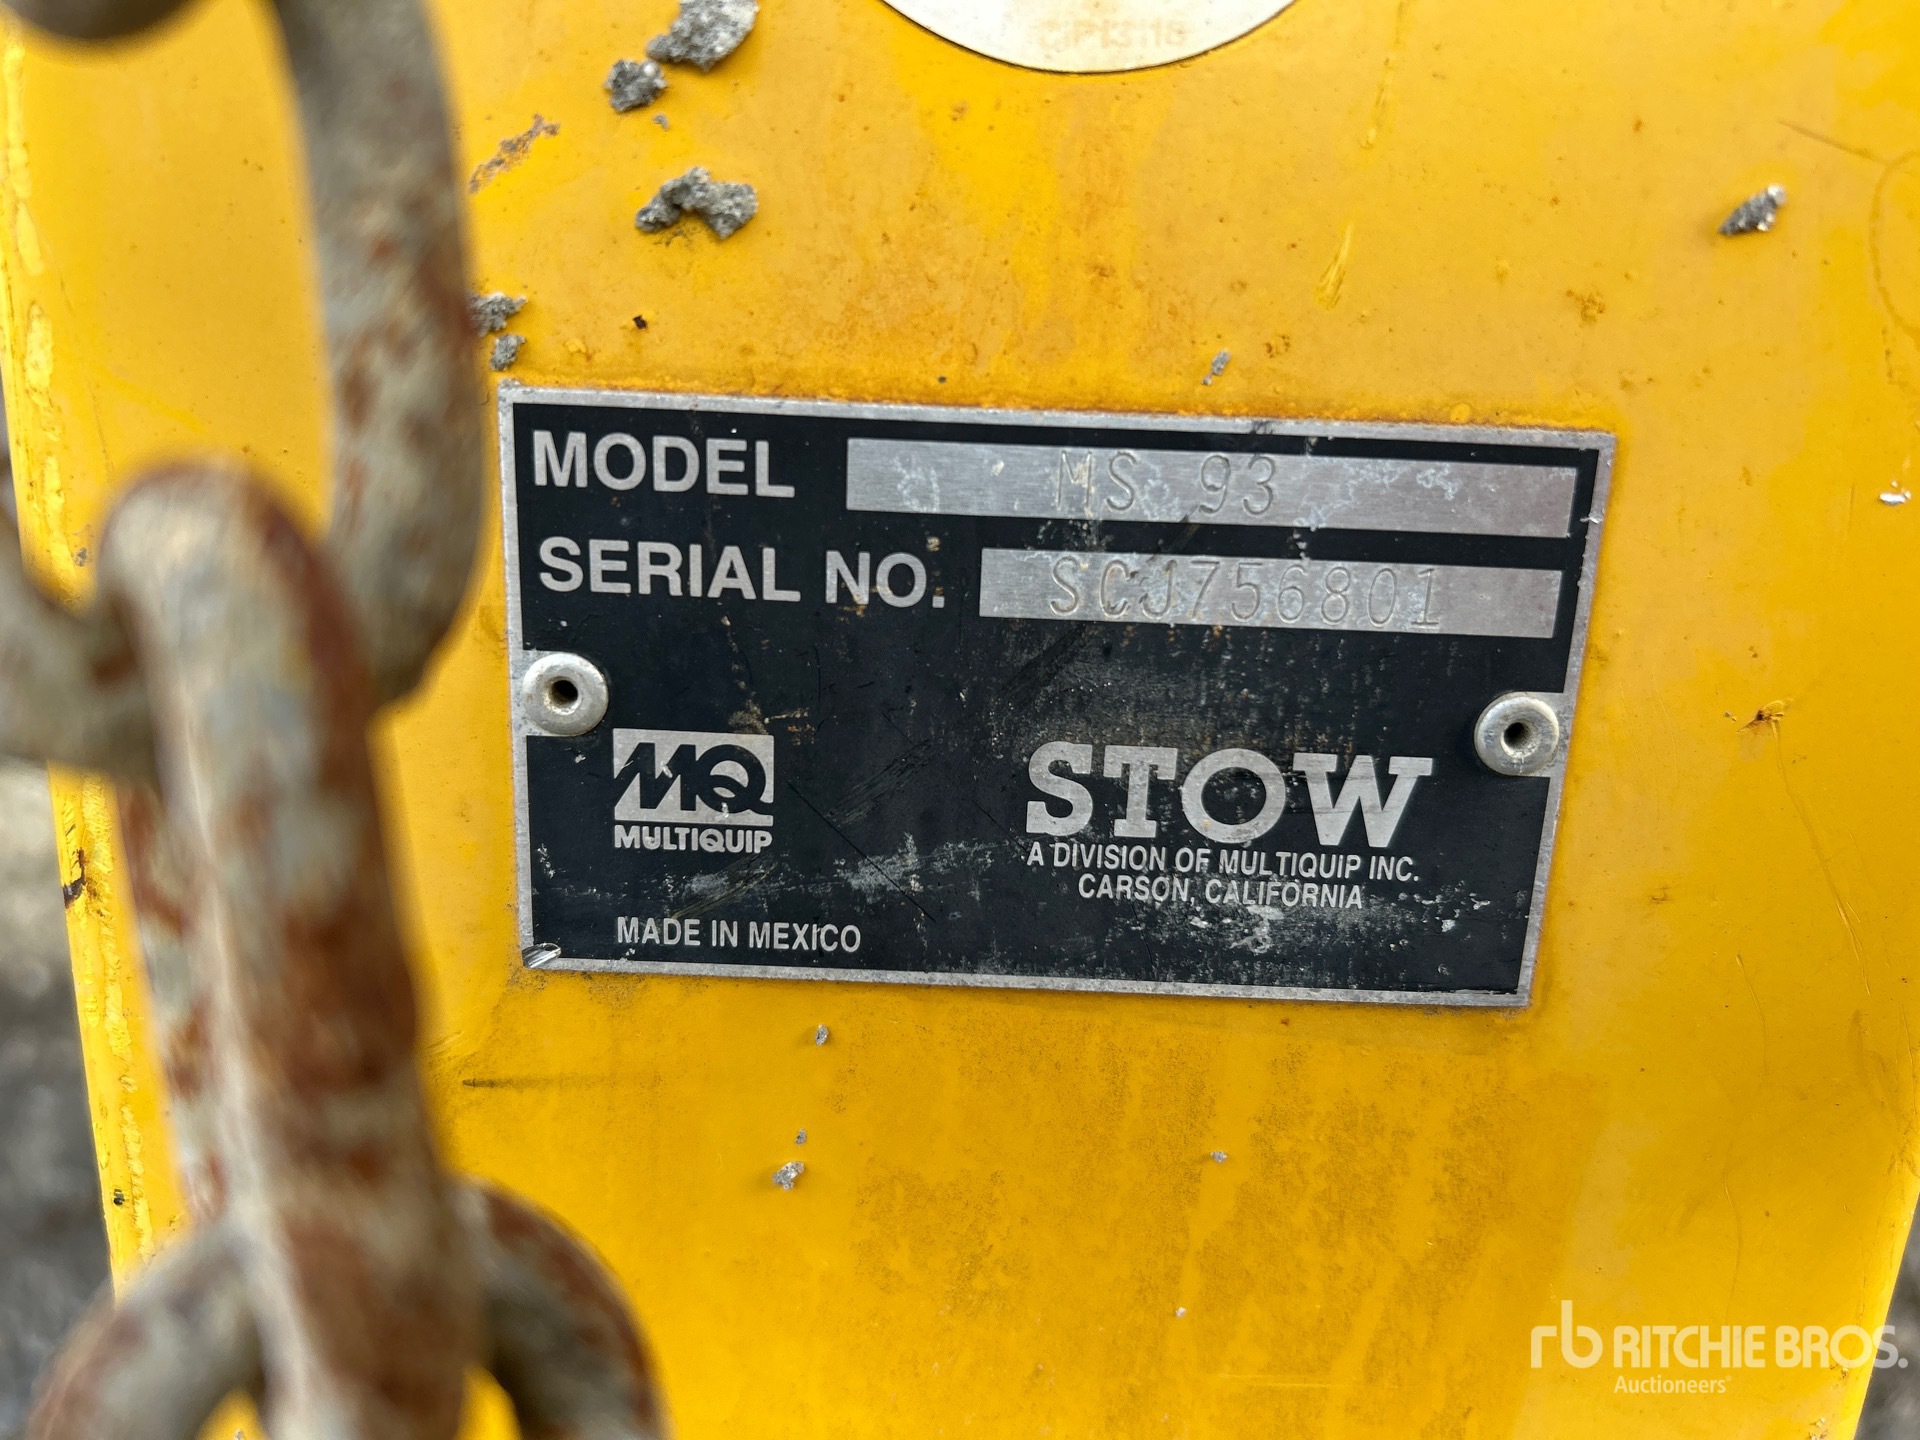 MODEL MS 93
SERIAL NO. SCJ756801
MQ
MULTIQUIP
STOW
A DIVISION OF MULTIQUIP INC.
CARSON, CALIFORNIA
MADE IN MEXICO
rb RITCHIE BROS.
Auctioneers